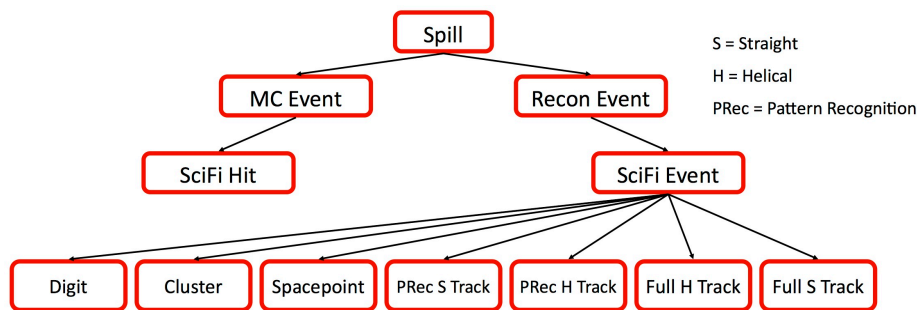 Spill
S = Straight
H = Helical
PRec = Pattern Recognition
MC Event
Recon Event
SciFi Hit
SciFi Event
Digit
Cluster
Spacepoint
PRec S Track
PRec H Track
Full H Track
Full S Track